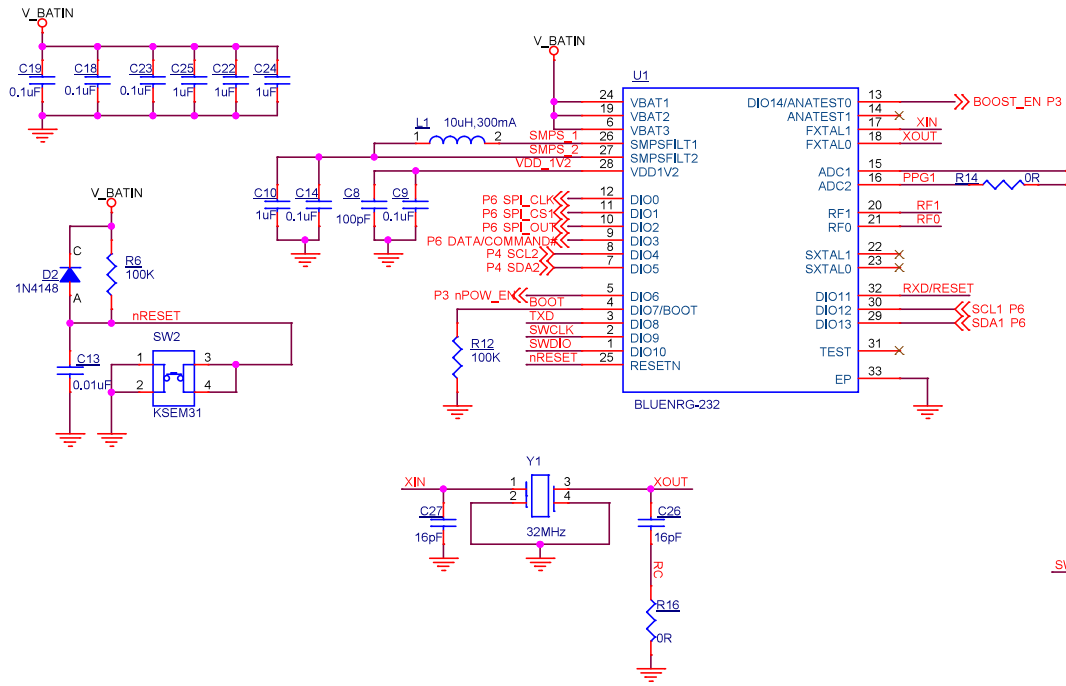 V_BATIN
C19 C18 C23 C25 C22 C24
0.1uF 0.1uF 0.1uF 1uF 1uF 1uF
V_BATIN
U1
24 VBAT1
19 VBAT2
6 VBAT3
L1 10uH,300mA
1 2 SMPS_1 26 SMPSFILT1
SMPS_2 27 SMPSFILT2
VDD_1V2 28 VDD1V2
C10 C14 C8 C9
1uF 0.1uF 100pF 0.1uF
P6 SPI_CLK 12 DIO0
P6 SPI_CS1 11 DIO1
P6 SPI_OUT 10 DIO2
P6 DATA/COMMAND# 9 DIO3
P4 SCL2 8 DIO4
P4 SDA2 7 DIO5
P3 nPOW_EN 5 DIO6
BOOT 4 DIO7/BOOT
TXD 3 DIO8
SWCLK 2 DIO9
SWDIO 1 DIO10
nRESET 25 RESETN
R12
100K
DIO14/ANATEST0 13 BOOST_EN P3
ANATEST1 14
FXTAL1 17 XIN
FXTAL0 18 XOUT
ADC1 15
ADC2 16 PPG1 R14 0R
RF1 20 RF1
RF0 21 RF0
SXTAL1 22
SXTAL0 23
DIO11 32 RXD/RESET
DIO12 30 SCL1 P6
DIO13 29 SDA1 P6
TEST 31
EP 33
BLUENRG-232
V_BATIN
C
D2
1N4148
A
R6
100K
nRESET
C13
0.01uF
SW2
1 3
2 4
KSEM31
Y1
XIN 1 3 XOUT
2 4
C27
16pF
32MHz
C26
16pF
RC
R16
0R
SW